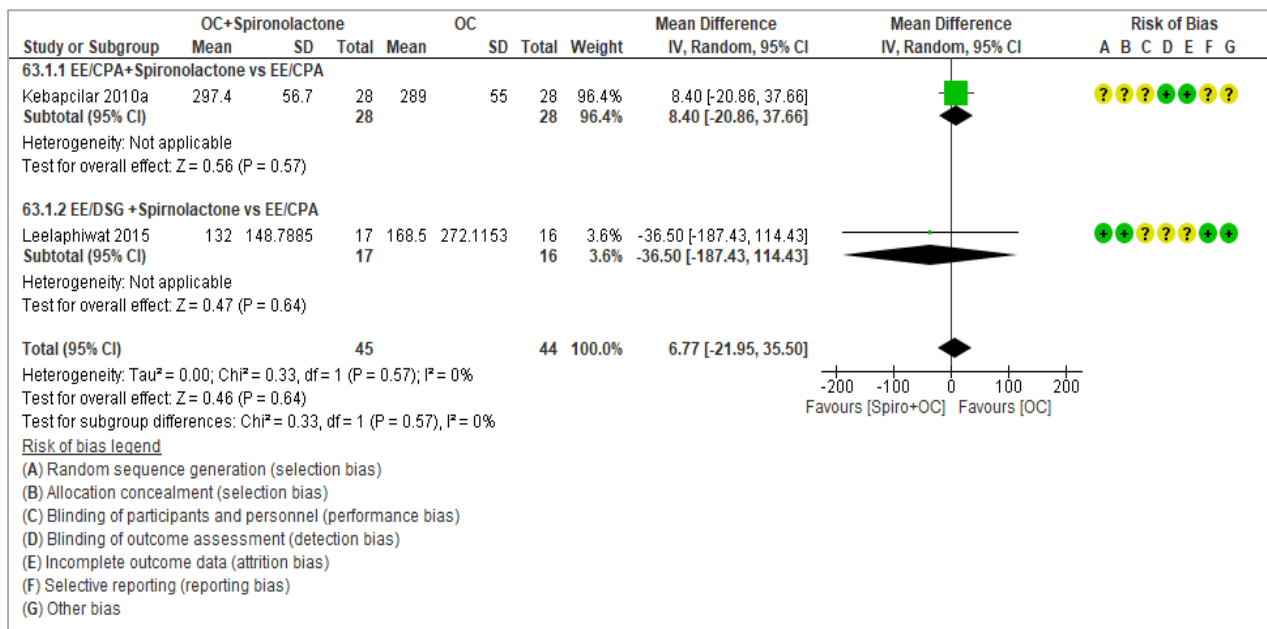 OC+Spironolactone OC Mean Difference Mean Difference Risk of Bias
Study or Subgroup Mean SD Total Mean SD Total Weight IV, Random, 95% CI IV, Random, 95% CI A B C D E F G
63.1.1 EE/CPA+Spironolactone vs EE/CPA
Kebapcilar 2010a 297.4 56.7 28 289 55 28 96.4% 8.40 [-20.86, 37.66] ? ? ? + + ? ?
Subtotal (95% CI) 28 28 96.4% 8.40 [-20.86, 37.66]
Heterogeneity: Not applicable
Test for overall effect: Z = 0.56 (P = 0.57)
63.1.2 EE/DSG +Spirnolactone vs EE/CPA
Leelaphiwat 2015 132 148.7885 17 168.5 272.1153 16 3.6% -36.50 [-187.43, 114.43] + + ? ? ? + +
Subtotal (95% CI) 17 16 3.6% -36.50 [-187.43, 114.43]
Heterogeneity: Not applicable
Test for overall effect: Z = 0.47 (P = 0.64)
Total (95% CI) 45 44 100.0% 6.77 [-21.95, 35.50]
Heterogeneity: Tau² = 0.00; Chi² = 0.33, df = 1 (P = 0.57); I² = 0%
Test for overall effect: Z = 0.46 (P = 0.64)
Test for subgroup differences: Chi² = 0.33, df = 1 (P = 0.57), I² = 0%
-200 -100 0 100 200
Favours [Spiro+OC] Favours [OC]
Risk of bias legend
(A) Random sequence generation (selection bias)
(B) Allocation concealment (selection bias)
(C) Blinding of participants and personnel (performance bias)
(D) Blinding of outcome assessment (detection bias)
(E) Incomplete outcome data (attrition bias)
(F) Selective reporting (reporting bias)
(G) Other bias